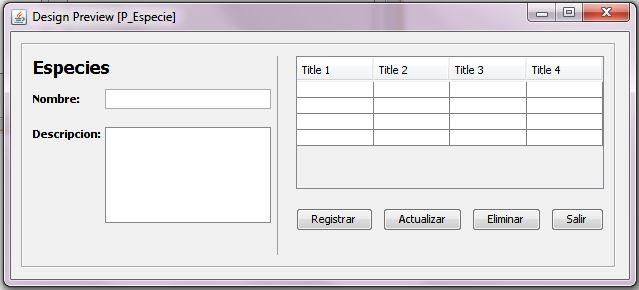 Design Preview [P_Especie]
Especies
Nombre:
Descripcion:
Title 1 Title 2 Title 3 Title 4
Registrar Actualizar Eliminar Salir